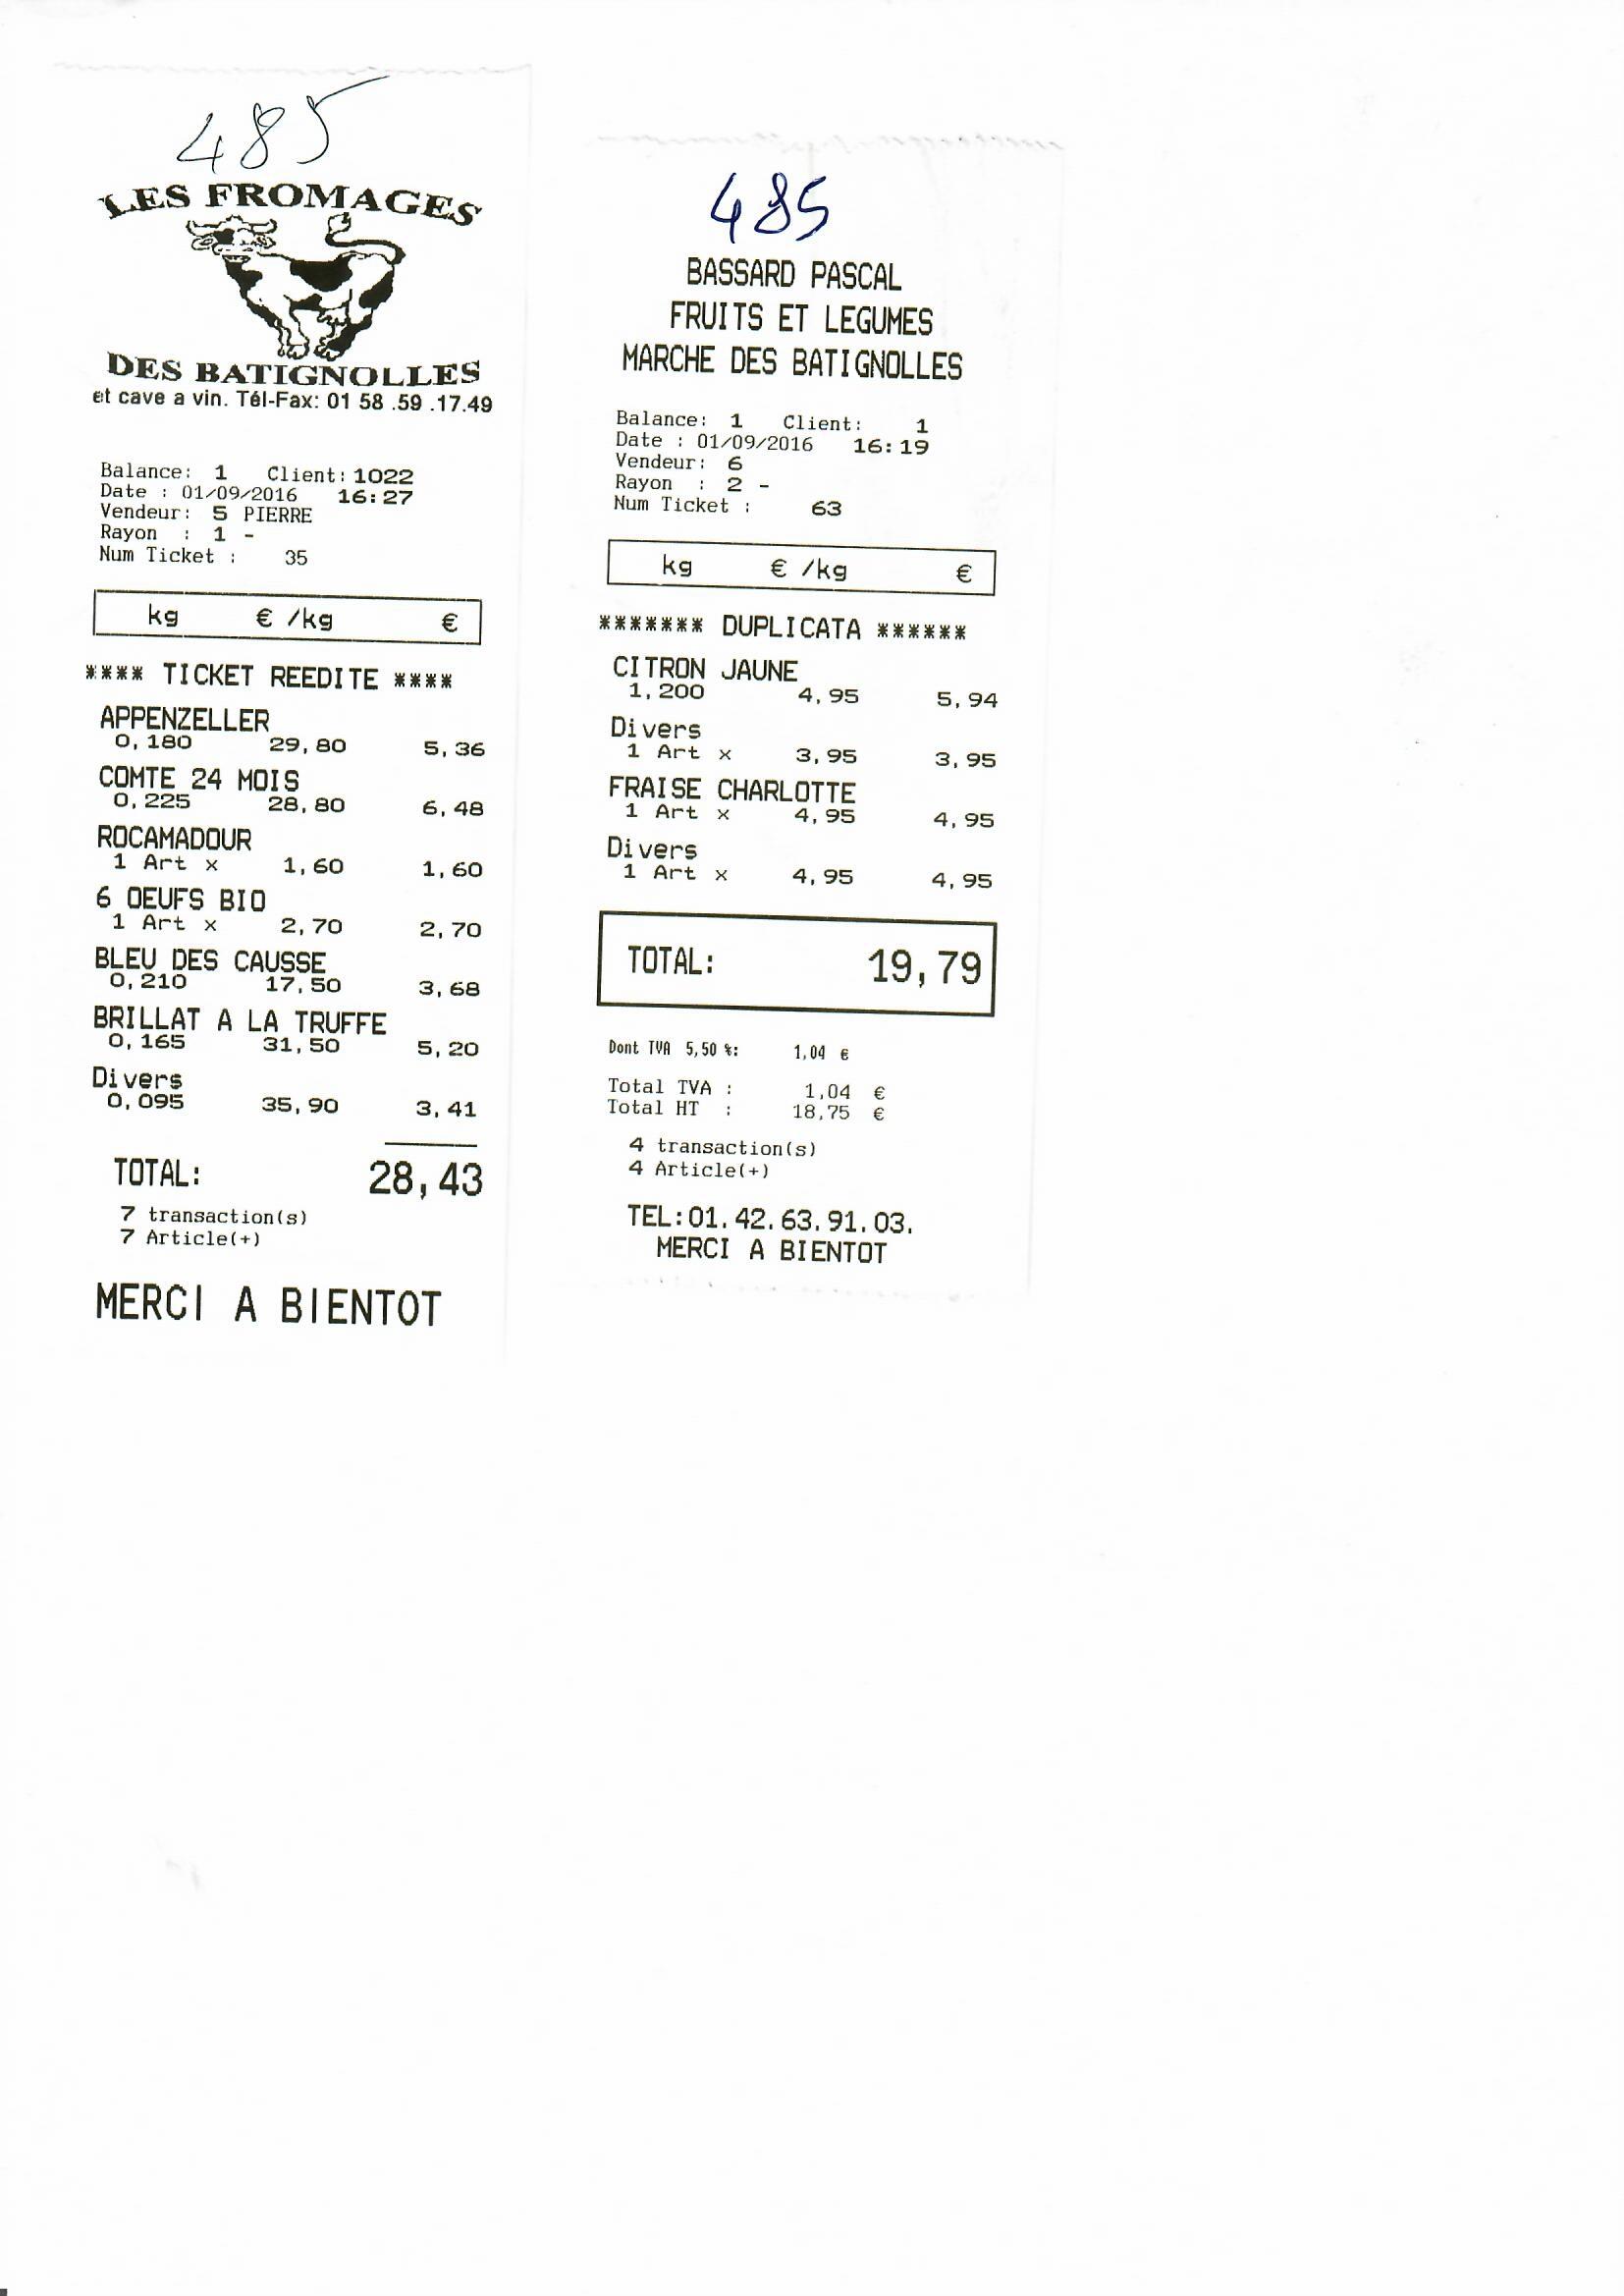 485
LES FROMAGES
DES BATIGNOLLES
et cave a vin. Tél-Fax: 01 58 .59 .17.49
Balance: 1 Client: 1022
Date : 01/09/2016 16:27
Vendeur: 5 PIERRE
Rayon : 1 -
Num Ticket : 35
kg € /kg €
**** TICKET REEDITE ****
APPENZELLER
0,180 29,80 5,36
COMTE 24 MOIS
0,225 28,80 6,48
ROCAMADOUR
1 Art x 1,60 1,60
6 OEUFS BIO
1 Art x 2,70 2,70
BLEU DES CAUSSE
0,210 17,50 3,68
BRILLAT A LA TRUFFE
0,165 31,50 5,20
Divers
0,095 35,90 3,41
TOTAL: 28,43
7 transaction(s)
7 Article(+)
MERCI A BIENTOT
485
BASSARD PASCAL
FRUITS ET LEGUMES
MARCHE DES BATIGNOLLES
Balance: 1 Client: 1
Date : 01/09/2016 16:19
Vendeur: 6
Rayon : 2 -
Num Ticket : 63
kg € /kg €
******* DUPLICATA ******
CITRON JAUNE
1,200 4,95 5,94
Divers
1 Art x 3,95 3,95
FRAISE CHARLOTTE
1 Art x 4,95 4,95
Divers
1 Art x 4,95 4,95
TOTAL: 19,79
Dont TVA 5,50 %: 1,04 €
Total TVA : 1,04 €
Total HT : 18,75 €
4 transaction(s)
4 Article(+)
TEL:01.42.63.91.03.
MERCI A BIENTOT